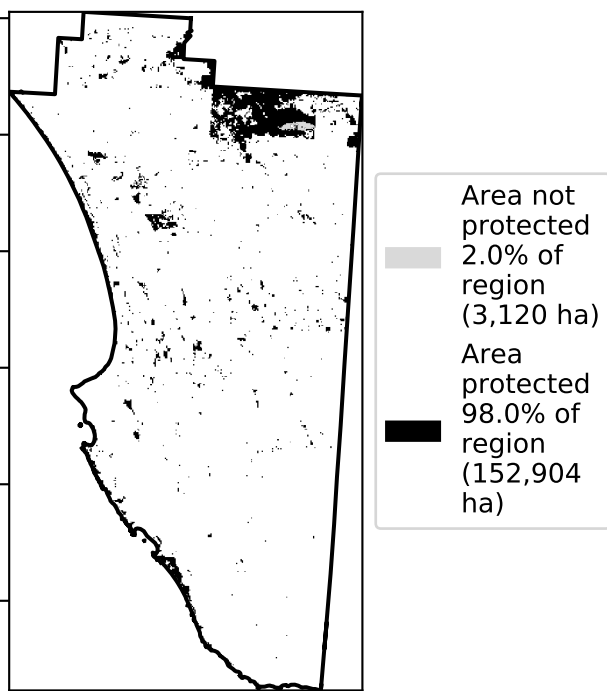 Area not
protected
2.0% of
region
(3,120 ha)
Area
protected
98.0% of
region
(152,904
ha)